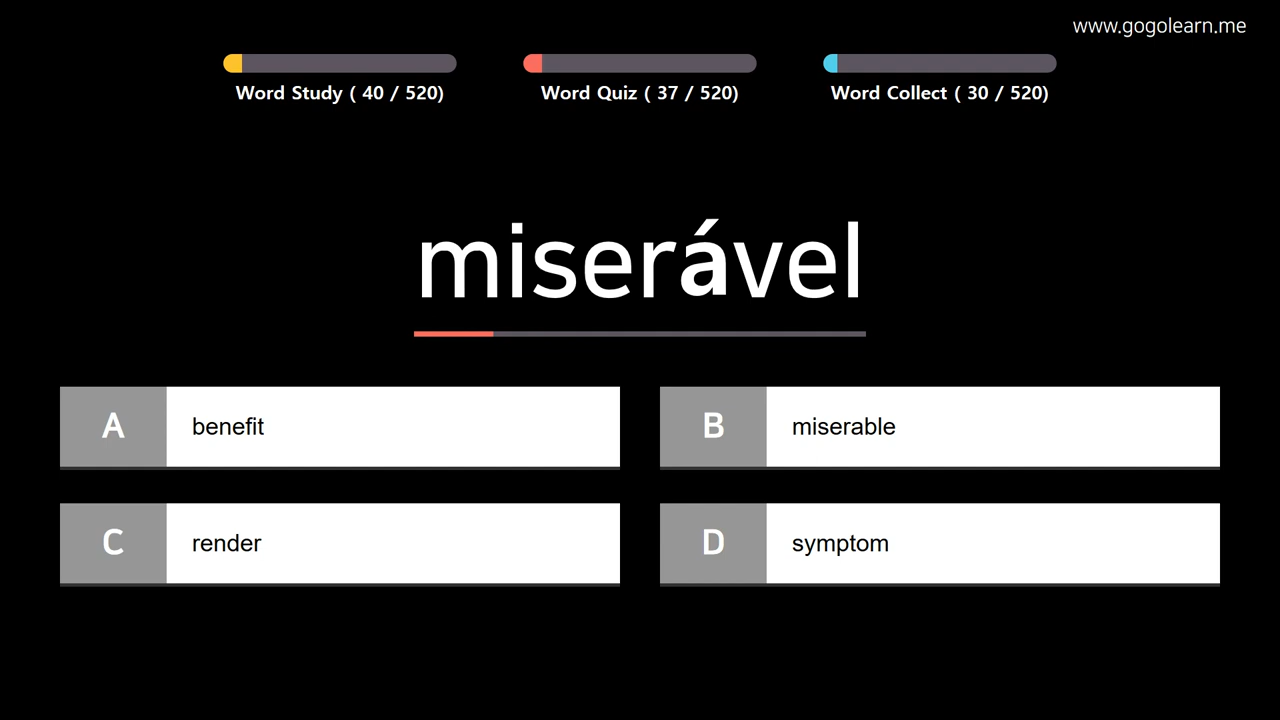 www.gogolearn.me
Word Study ( 40 / 520)
Word Quiz ( 37 / 520)
Word Collect ( 30 / 520)
miserável
A benefit
B miserable
C render
D symptom